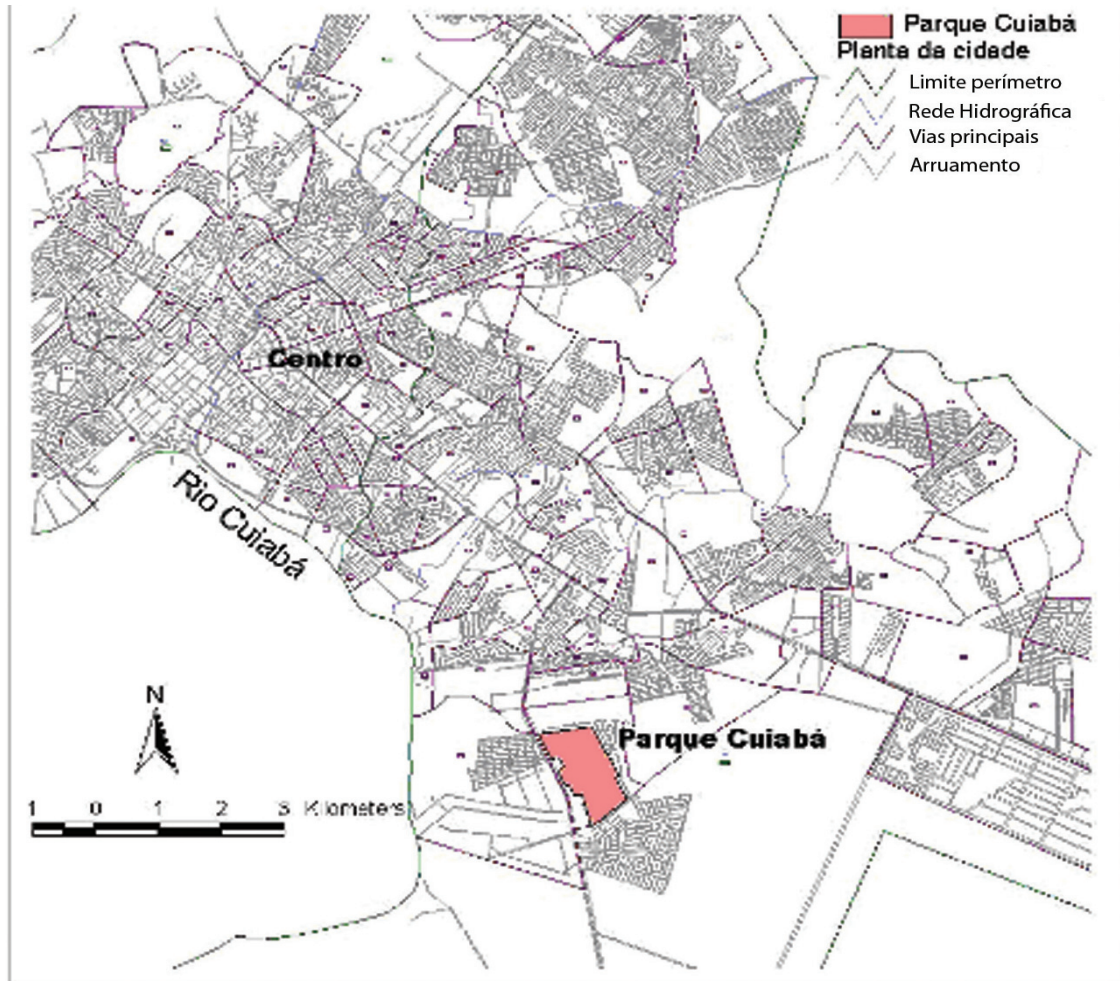 Parque Cuiabá
Planta da cidade
Limite perímetro
Rede Hidrográfica
Vias principais
Arruamento
Centro
Rio Cuiabá
N
Parque Cuiabá
1 0 1 2 3 Kilometers